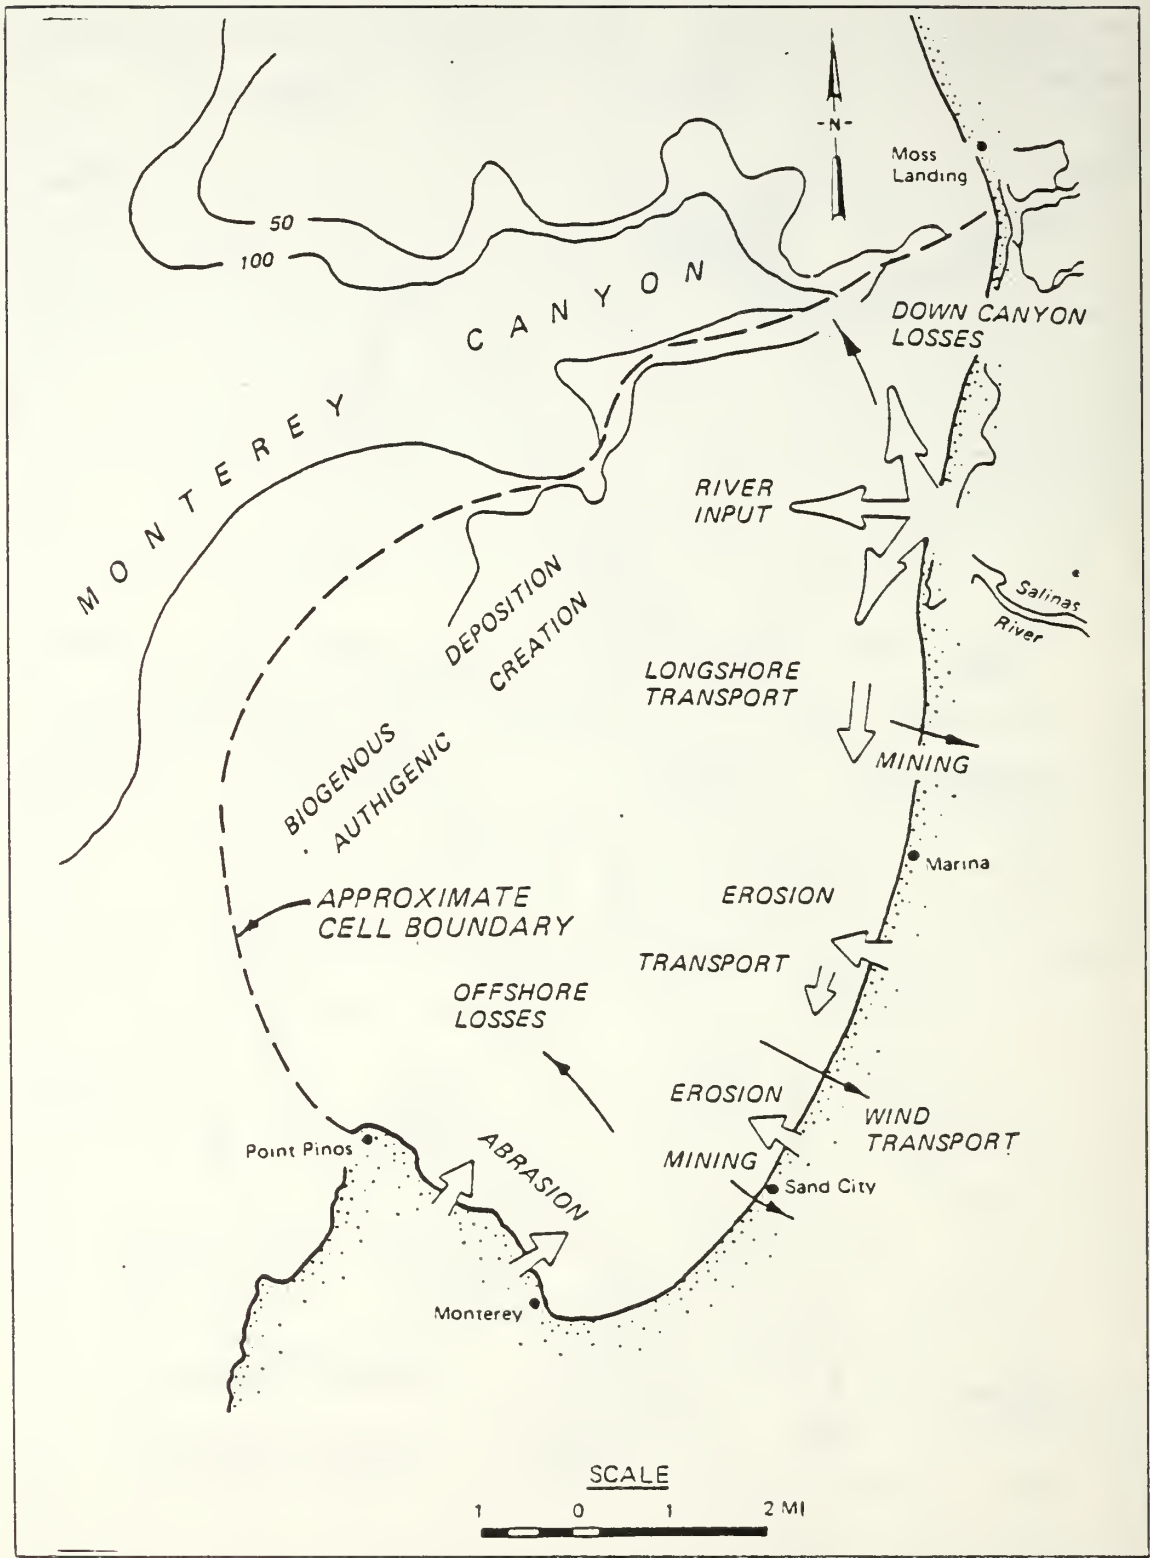 -N-
Moss
Landing
50
100
MONTEREY CANYON
DOWN CANYON
LOSSES
RIVER
INPUT
Salinas
River
DEPOSITION
CREATION
LONGSHORE
TRANSPORT
MINING
BIOGENOUS
AUTHIGENIC
Marina
APPROXIMATE
CELL BOUNDARY
EROSION
TRANSPORT
OFFSHORE
LOSSES
EROSION
WIND
TRANSPORT
Point Pinos
ABRASION
MINING
Sand City
Monterey
SCALE
1 0 1 2 MI